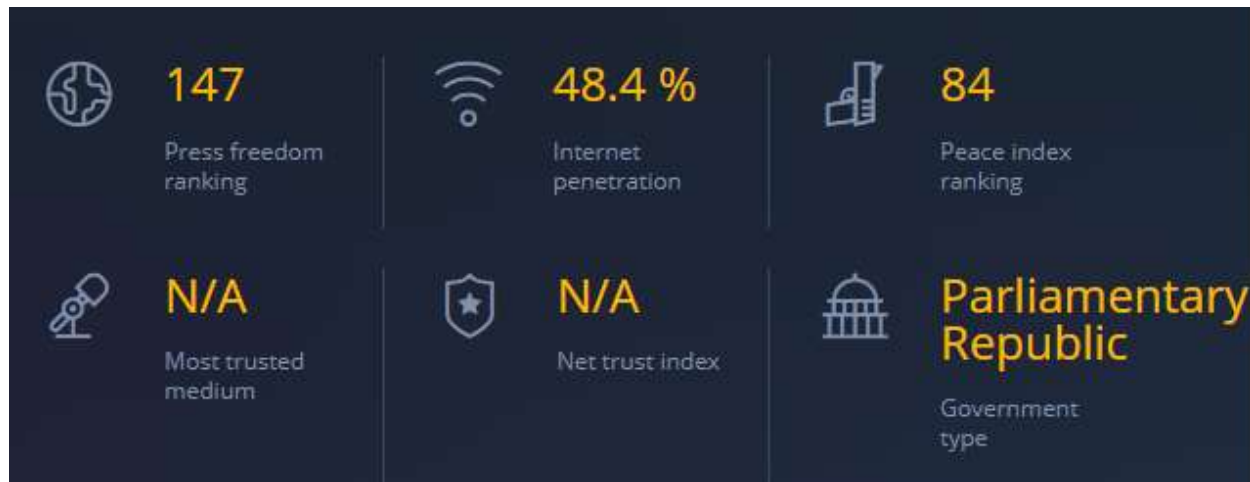 147
Press freedom
ranking
48.4 %
Internet
penetration
84
Peace index
ranking
N/A
Most trusted
medium
N/A
Net trust index
Parliamentary
Republic
Government
type